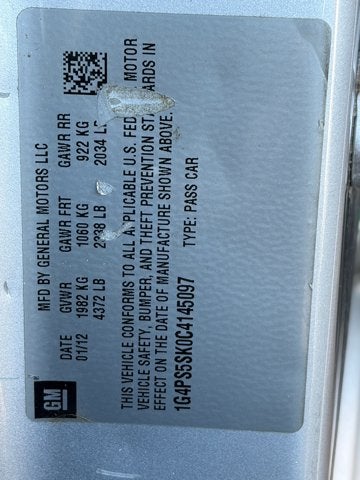 GM
MFD BY GENERAL MOTORS LLC
DATE GVWR GAWR FRT GAWR RR
01/12 1982 KG 1060 KG 922 KG
4372 LB 2338 LB 2034 LB
THIS VEHICLE CONFORMS TO ALL APPLICABLE U.S. FEDERAL MOTOR
VEHICLE SAFETY, BUMPER, AND THEFT PREVENTION STANDARDS IN
EFFECT ON THE DATE OF MANUFACTURE SHOWN ABOVE.
1G4PS5SK0C4145097 TYPE: PASS CAR